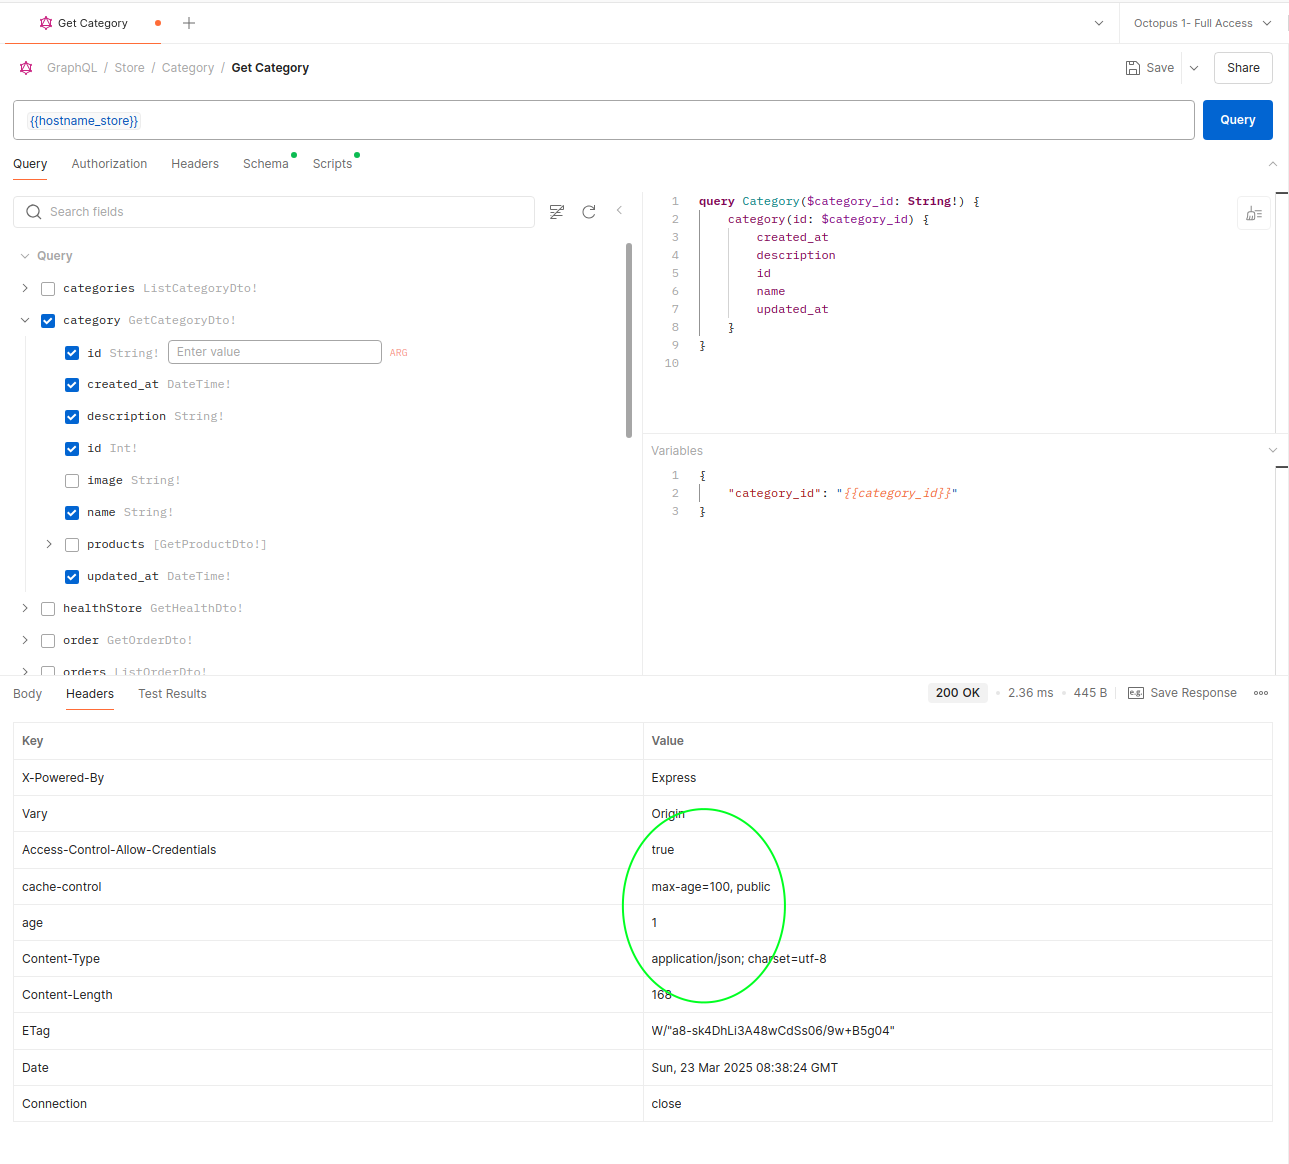 Get Category
Octopus 1- Full Access
GraphQL / Store / Category / Get Category
Save
Share
{{hostname_store}}
Query
Query Authorization Headers Schema Scripts
Search fields
Query
categories ListCategoryDto!
category GetCategoryDto!
id String! Enter value ARG
created_at DateTime!
description String!
id Int!
image String!
name String!
products [GetProductDto!]
updated_at DateTime!
healthStore GetHealthDto!
order GetOrderDto!
orders ListOrderDto!
1 query Category($category_id: String!) {
2 category(id: $category_id) {
3 created_at
4 description
5 id
6 name
7 updated_at
8 }
9 }
10
Variables
1 {
2 "category_id": "{{category_id}}"
3 }
Body Headers Test Results
200 OK • 2.36 ms • 445 B
e.g. Save Response
Key Value
X-Powered-By Express
Vary Origin
Access-Control-Allow-Credentials true
cache-control max-age=100, public
age 1
Content-Type application/json; charset=utf-8
Content-Length 168
ETag W/"a8-sk4DhLi3A48wCdSs06/9w+B5g04"
Date Sun, 23 Mar 2025 08:38:24 GMT
Connection close